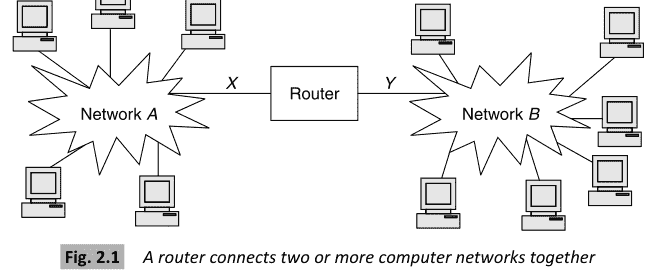 X
Y
Router
Network A
Network B
Fig. 2.1 A router connects two or more computer networks together